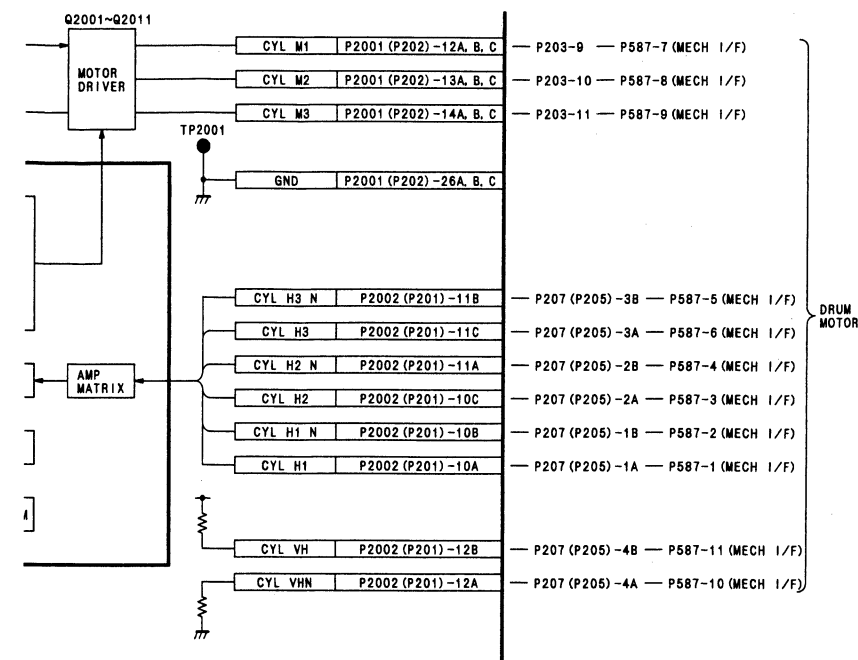 Q2001~Q2011
MOTOR
DRIVER
CYL M1 P2001(P202)-12A, B, C — P203-9 — P587-7(MECH I/F)
CYL M2 P2001(P202)-13A, B, C — P203-10 — P587-8(MECH I/F)
CYL M3 P2001(P202)-14A, B, C — P203-11 — P587-9(MECH I/F)
TP2001
GND P2001(P202)-26A, B, C
CYL H3 N P2002(P201)-11B — P207(P205)-3B — P587-5(MECH I/F)
CYL H3 P2002(P201)-11C — P207(P205)-3A — P587-6(MECH I/F)
DRUM
MOTOR
CYL H2 N P2002(P201)-11A — P207(P205)-2B — P587-4(MECH I/F)
AMP
MATRIX
CYL H2 P2002(P201)-10C — P207(P205)-2A — P587-3(MECH I/F)
CYL H1 N P2002(P201)-10B — P207(P205)-1B — P587-2(MECH I/F)
CYL H1 P2002(P201)-10A — P207(P205)-1A — P587-1(MECH I/F)
CYL VH P2002(P201)-12B — P207(P205)-4B — P587-11(MECH I/F)
CYL VHN P2002(P201)-12A — P207(P205)-4A — P587-10(MECH I/F)